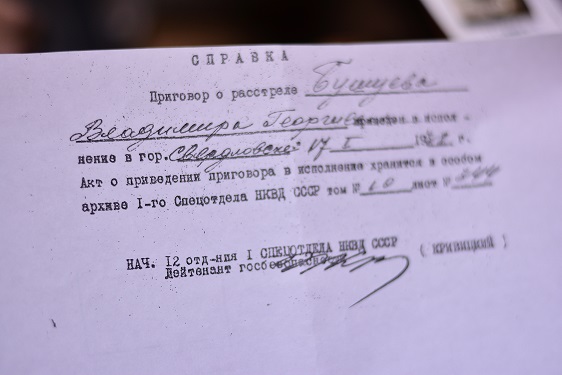 СПРАВКА
Приговор о расстреле Бушуева
Владимира Георгиевича приведен в испол -
нение в гор. Свердловске 17 I 1938 г.
Акт о приведении приговора в исполнение хранится в особом
архиве I-го Спецотдела НКВД СССР том № 10 лист № 244
НАЧ. 12 отд-ния I СПЕЦОТДЕЛА НКВД СССР
Лейтенант госбезопасности
( КРИВИЦКИЙ )